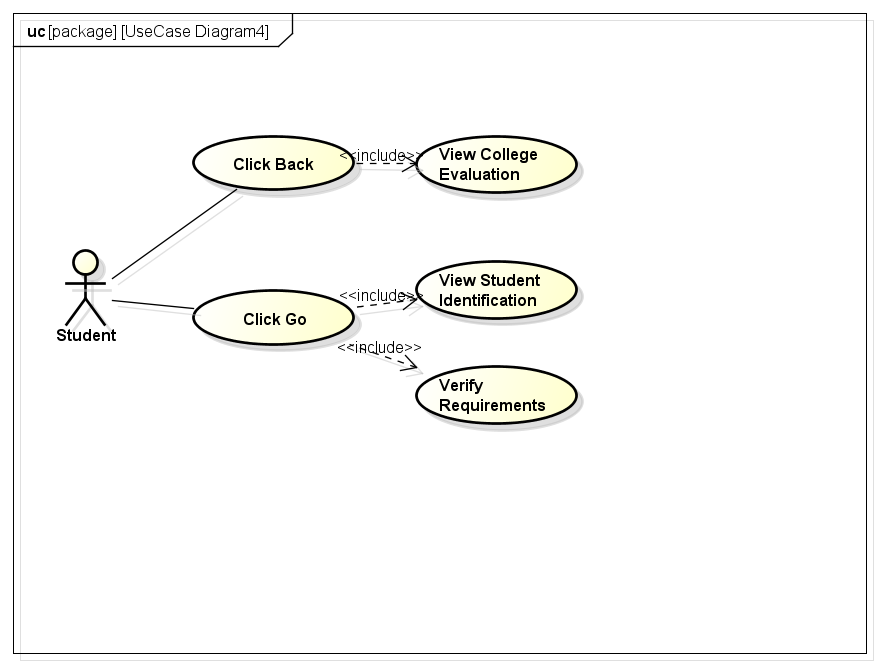 uc [package] [UseCase Diagram4]
Click Back
<<include>>
View College
Evaluation
Student
Click Go
<<include>>
View Student
Identification
<<include>>
Verify
Requirements